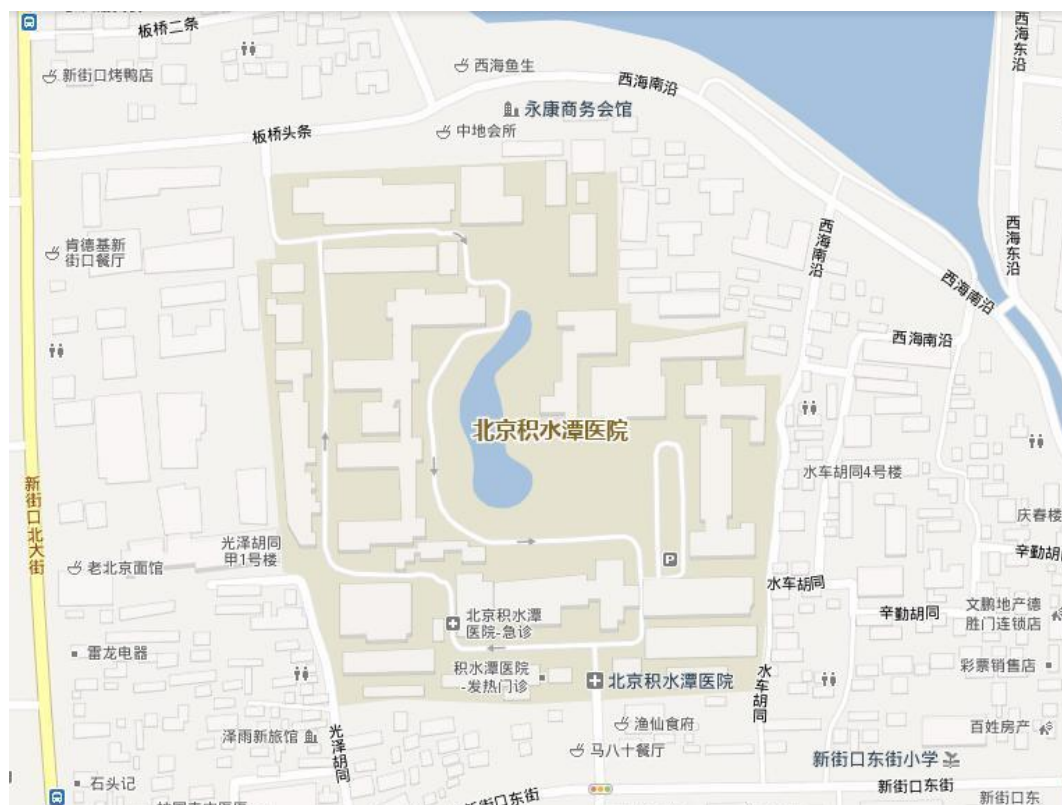 板桥二条
新街口烤鸭店
西海鱼生
西海南沿
西海东沿
永康商务会馆
中地会所
板桥头条
肯德基新
街口餐厅
西海南沿
西海东沿
西海南沿
西海南沿
北京积水潭医院
新街口北大街
水车胡同4号楼
庆春楼
光泽胡同
甲1号楼
老北京面馆
辛勤胡同
水车胡同
辛勤胡同
文鹏地产德
胜门连锁店
北京积水潭
医院-急诊
P
雷龙电器
彩票销售店
积水潭医院
-发热门诊
北京积水潭医院
水车胡同
渔仙食府
百姓房产
泽雨新旅馆
光泽胡同
马八十餐厅
新街口东街小学
石头记
新街口东街
新街口东街
新街口东